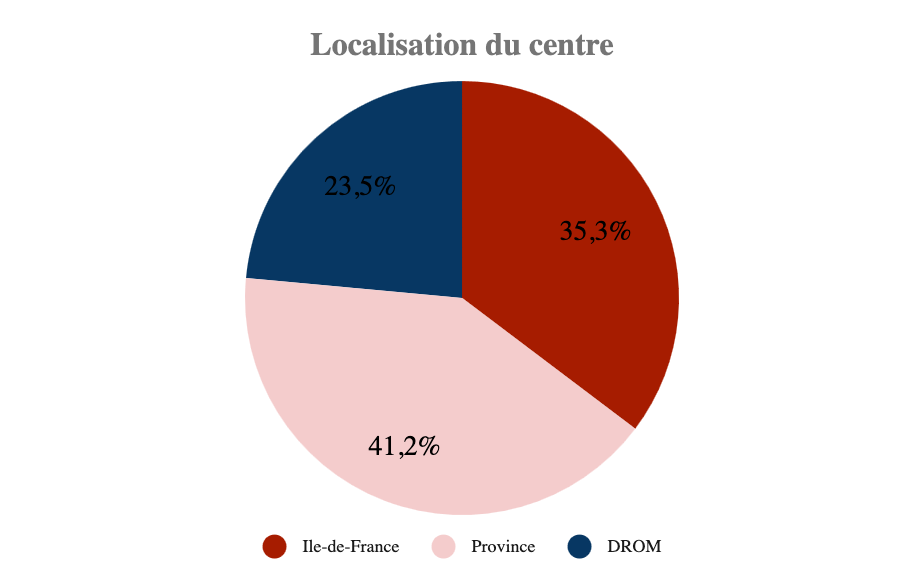 Localisation du centre
23,5%
35,3%
41,2%
Ile-de-France Province DROM